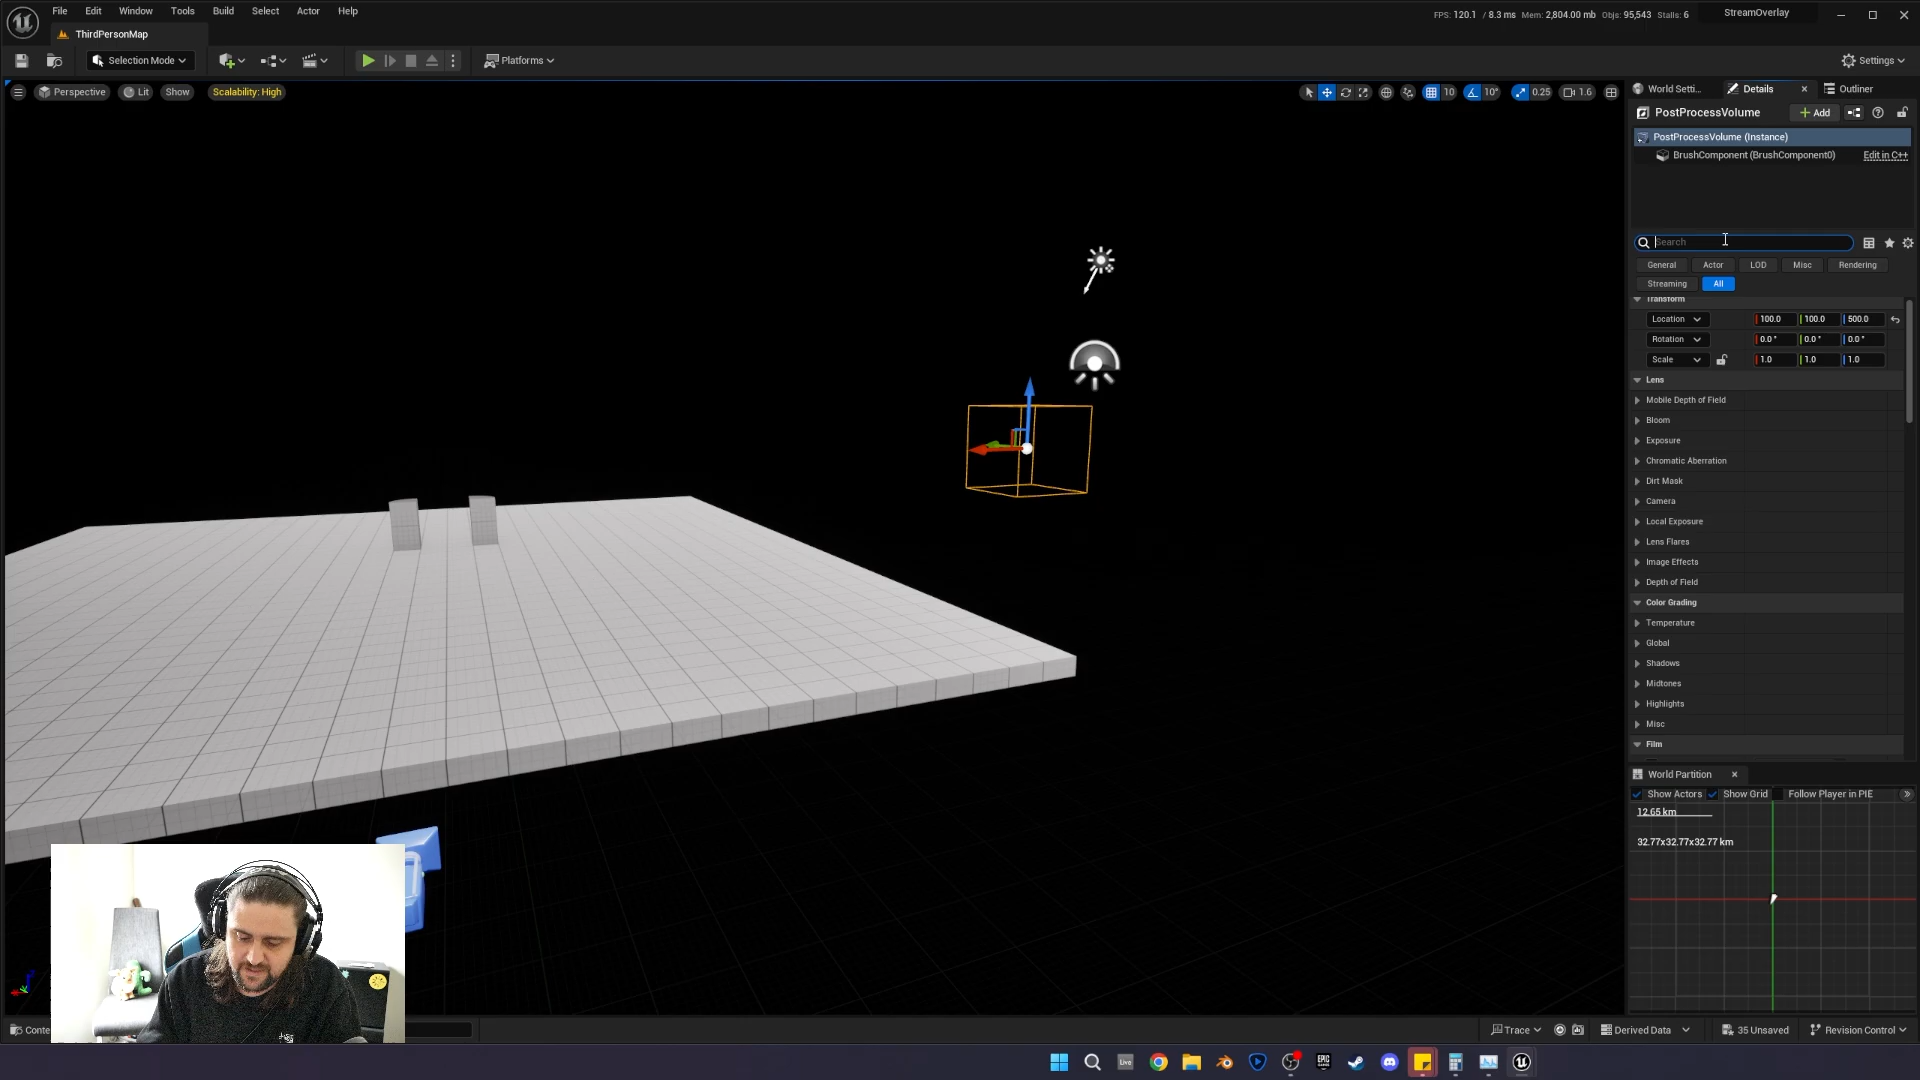 File Edit Window Tools Build Select Actor Help
FPS: 120.1 / 8.3 ms Mem: 2,804.00 mb Objs: 95,543 Stalls: 6 StreamOverlay
ThirdPersonMap
Selection Mode Platforms Settings
Perspective Lit Show Scalability: High 10 10° 0.25 1.6
World Setti... Details Outliner
PostProcessVolume + Add
PostProcessVolume (Instance)
BrushComponent (BrushComponent0) Edit in C++
Search
General Actor LOD Misc Rendering
Streaming All
Transform
Location 100.0 100.0 500.0
Rotation 0.0° 0.0° 0.0°
Scale 1.0 1.0 1.0
Lens
Mobile Depth of Field
Bloom
Exposure
Chromatic Aberration
Dirt Mask
Camera
Local Exposure
Lens Flares
Image Effects
Depth of Field
Color Grading
Temperature
Global
Shadows
Midtones
Highlights
Misc
Film
World Partition
Show Actors Show Grid Follow Player in PIE
12.65 km
32.77x32.77x32.77 km
Conte
Trace Derived Data 35 Unsaved Revision Control
Live
EPIC